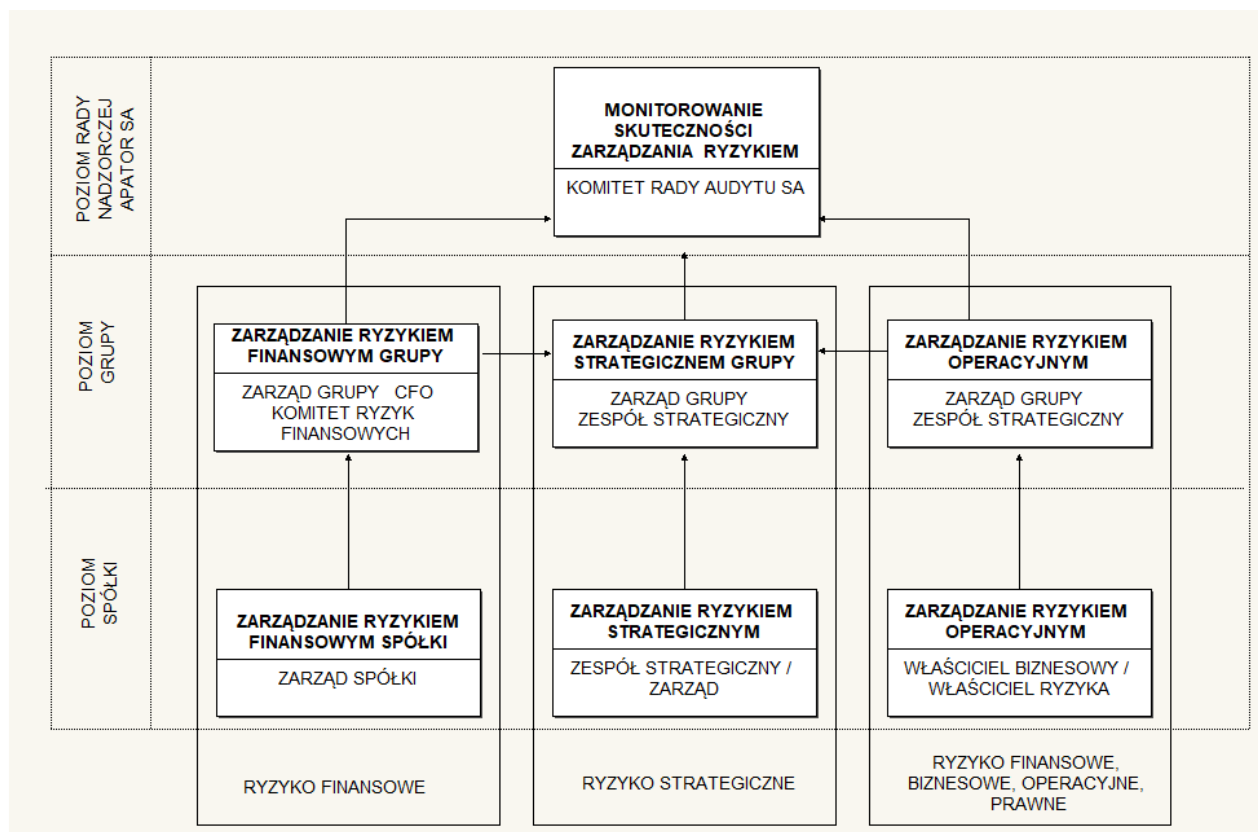 POZIOM RADY
NADZORCZEJ
APATOR SA
MONITOROWANIE
SKUTECZNOŚCI
ZARZĄDZANIA RYZYKIEM
KOMITET RADY AUDYTU SA
POZIOM
GRUPY
ZARZĄDZANIE RYZYKIEM
FINANSOWYM GRUPY
ZARZĄD GRUPY CFO
KOMITET RYZYK
FINANSOWYCH
ZARZĄDZANIE RYZYKIEM
STRATEGICZNEM GRUPY
ZARZĄD GRUPY
ZESPÓŁ STRATEGICZNY
ZARZĄDZANIE RYZYKIEM
OPERACYJNYM
ZARZĄD GRUPY
ZESPÓŁ STRATEGICZNY
POZIOM
SPÓŁKI
ZARZĄDZANIE RYZYKIEM
FINANSOWYM SPÓŁKI
ZARZĄD SPÓŁKI
ZARZĄDZANIE RYZYKIEM
STRATEGICZNYM
ZESPÓŁ STRATEGICZNY /
ZARZĄD
ZARZĄDZANIE RYZYKIEM
OPERACYJNYM
WŁAŚCICIEL BIZNESOWY /
WŁAŚCICIEL RYZYKA
RYZYKO FINANSOWE
RYZYKO STRATEGICZNE
RYZYKO FINANSOWE,
BIZNESOWE, OPERACYJNE,
PRAWNE